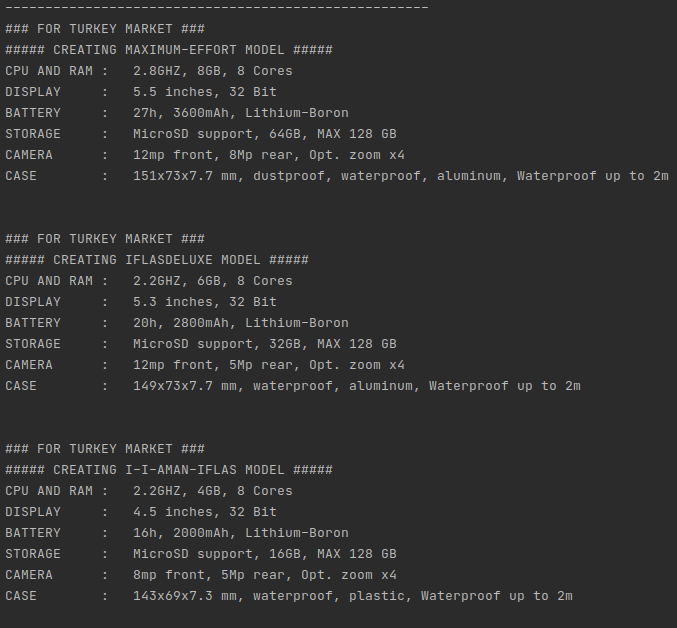 -----------------------------------------------------
### FOR TURKEY MARKET ###
##### CREATING MAXIMUM-EFFORT MODEL #####
CPU AND RAM :   2.8GHZ, 8GB, 8 Cores
DISPLAY     :   5.5 inches, 32 Bit
BATTERY     :   27h, 3600mAh, Lithium-Boron
STORAGE     :   MicroSD support, 64GB, MAX 128 GB
CAMERA      :   12mp front, 8Mp rear, Opt. zoom x4
CASE        :   151x73x7.7 mm, dustproof, waterproof, aluminum, Waterproof up to 2m
### FOR TURKEY MARKET ###
##### CREATING IFLASDELUXE MODEL #####
CPU AND RAM :   2.2GHZ, 6GB, 8 Cores
DISPLAY     :   5.3 inches, 32 Bit
BATTERY     :   20h, 2800mAh, Lithium-Boron
STORAGE     :   MicroSD support, 32GB, MAX 128 GB
CAMERA      :   12mp front, 5Mp rear, Opt. zoom x4
CASE        :   149x73x7.7 mm, waterproof, aluminum, Waterproof up to 2m
### FOR TURKEY MARKET ###
##### CREATING I-I-AMAN-IFLAS MODEL #####
CPU AND RAM :   2.2GHZ, 4GB, 8 Cores
DISPLAY     :   4.5 inches, 32 Bit
BATTERY     :   16h, 2000mAh, Lithium-Boron
STORAGE     :   MicroSD support, 16GB, MAX 128 GB
CAMERA      :   8mp front, 5Mp rear, Opt. zoom x4
CASE        :   143x69x7.3 mm, waterproof, plastic, Waterproof up to 2m